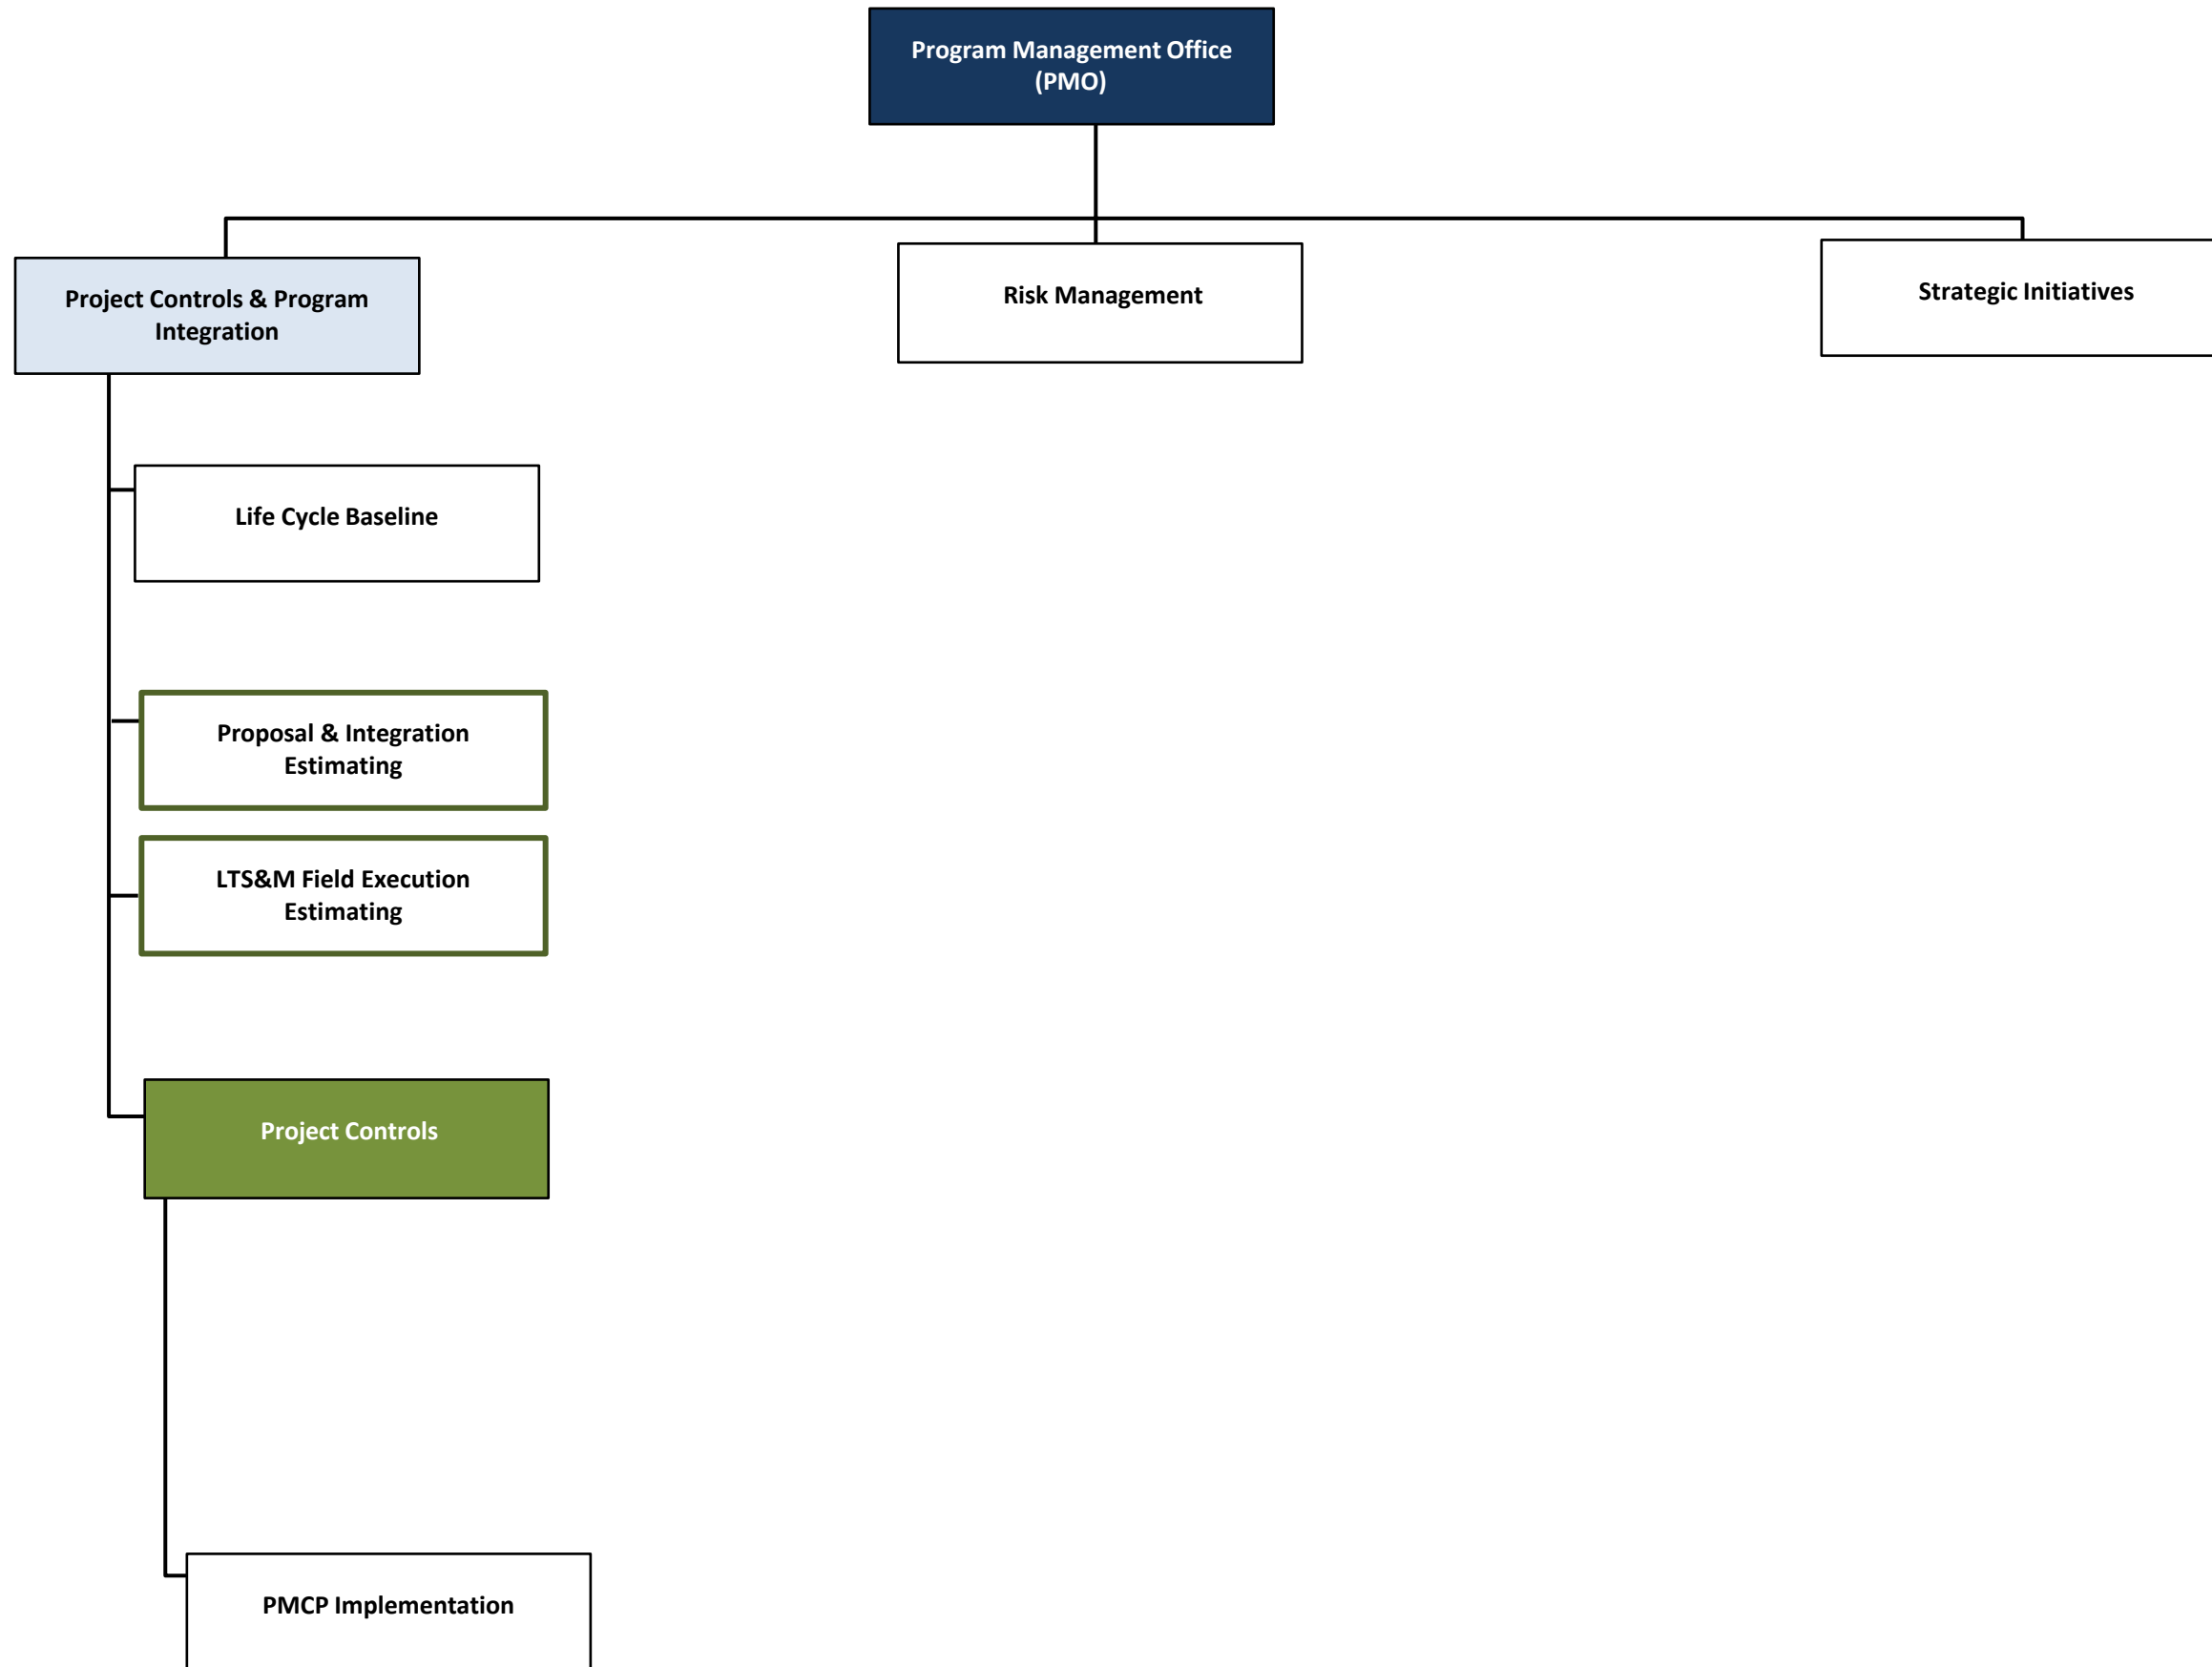 Program Management Office
(PMO)
Project Controls & Program
Integration
Risk Management
Strategic Initiatives
Life Cycle Baseline
Proposal & Integration
Estimating
LTS&M Field Execution
Estimating
Project Controls
PMCP Implementation